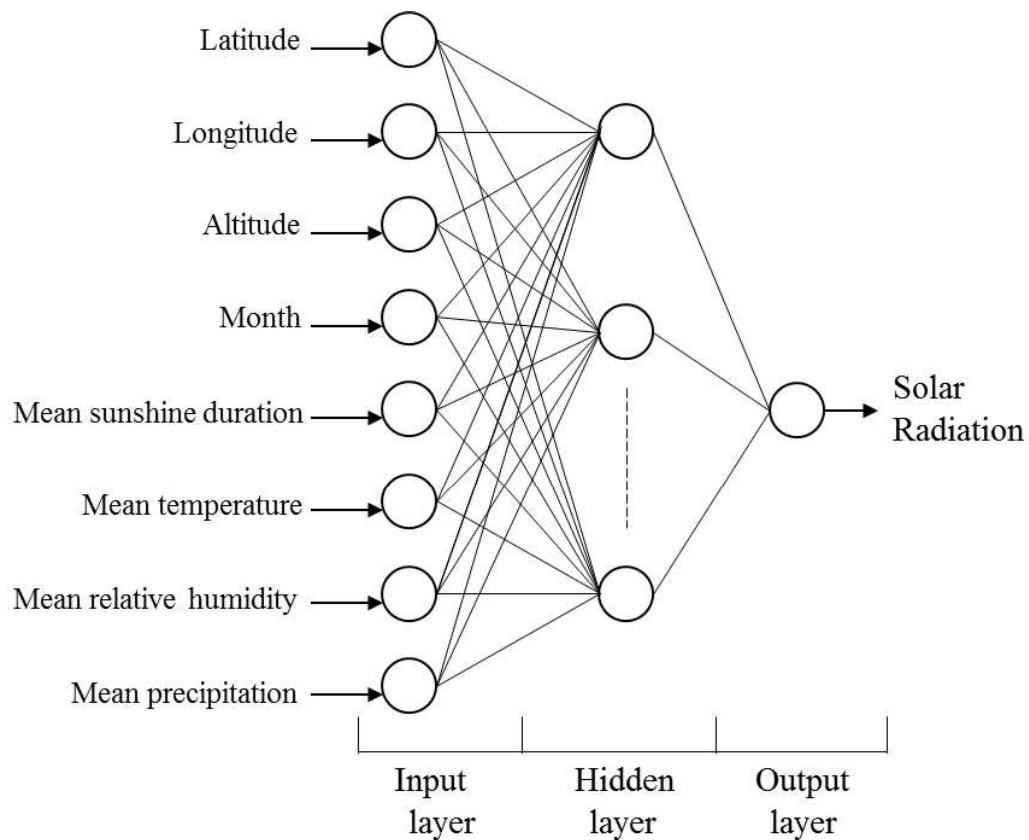 Latitude
Longitude
Altitude
Month
Mean sunshine duration
Mean temperature
Mean relative humidity
Mean precipitation
Solar
Radiation
Input
layer
Hidden
layer
Output
layer